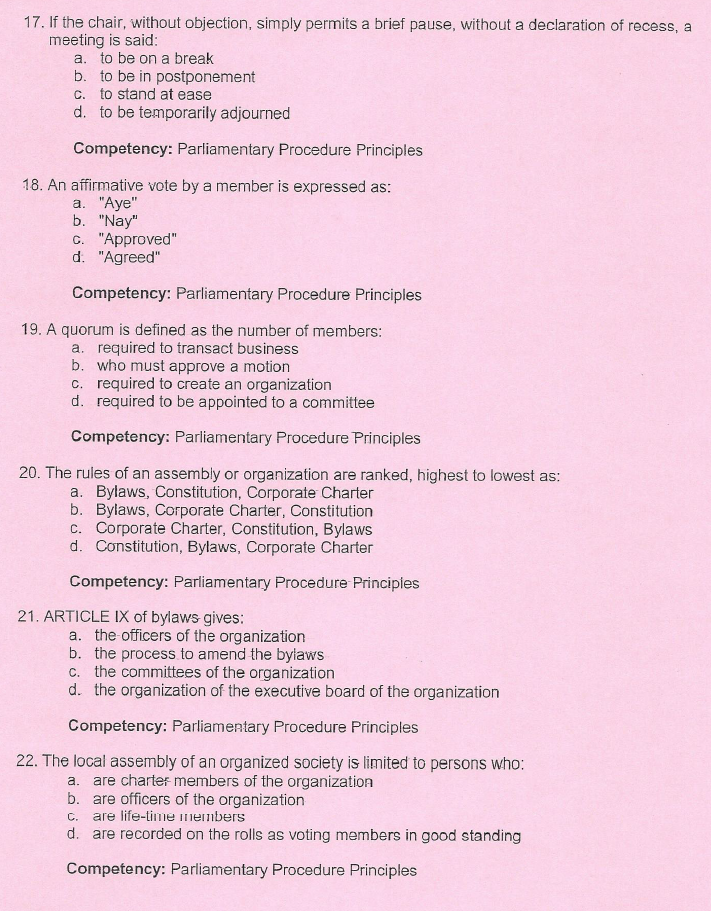 17. If the chair, without objection, simply permits a brief pause, without a declaration of recess, a
meeting is said:
a. to be on a break
b. to be in postponement
c. to stand at ease
d. to be temporarily adjourned
Competency: Parliamentary Procedure Principles
18. An affirmative vote by a member is expressed as:
a. "Aye"
b. "Nay"
c. "Approved"
d. "Agreed"
Competency: Parliamentary Procedure Principles
19. A quorum is defined as the number of members:
a. required to transact business
b. who must approve a motion
c. required to create an organization
d. required to be appointed to a committee
Competency: Parliamentary Procedure Principles
20. The rules of an assembly or organization are ranked, highest to lowest as:
a. Bylaws, Constitution, Corporate Charter
b. Bylaws, Corporate Charter, Constitution
c. Corporate Charter, Constitution, Bylaws
d. Constitution, Bylaws, Corporate Charter
Competency: Parliamentary Procedure Principles
21. ARTICLE IX of bylaws gives:
a. the officers of the organization
b. the process to amend the bylaws
c. the committees of the organization
d. the organization of the executive board of the organization
Competency: Parliamentary Procedure Principles
22. The local assembly of an organized society is limited to persons who:
a. are charter members of the organization
b. are officers of the organization
c. are life-time members
d. are recorded on the rolls as voting members in good standing
Competency: Parliamentary Procedure Principles